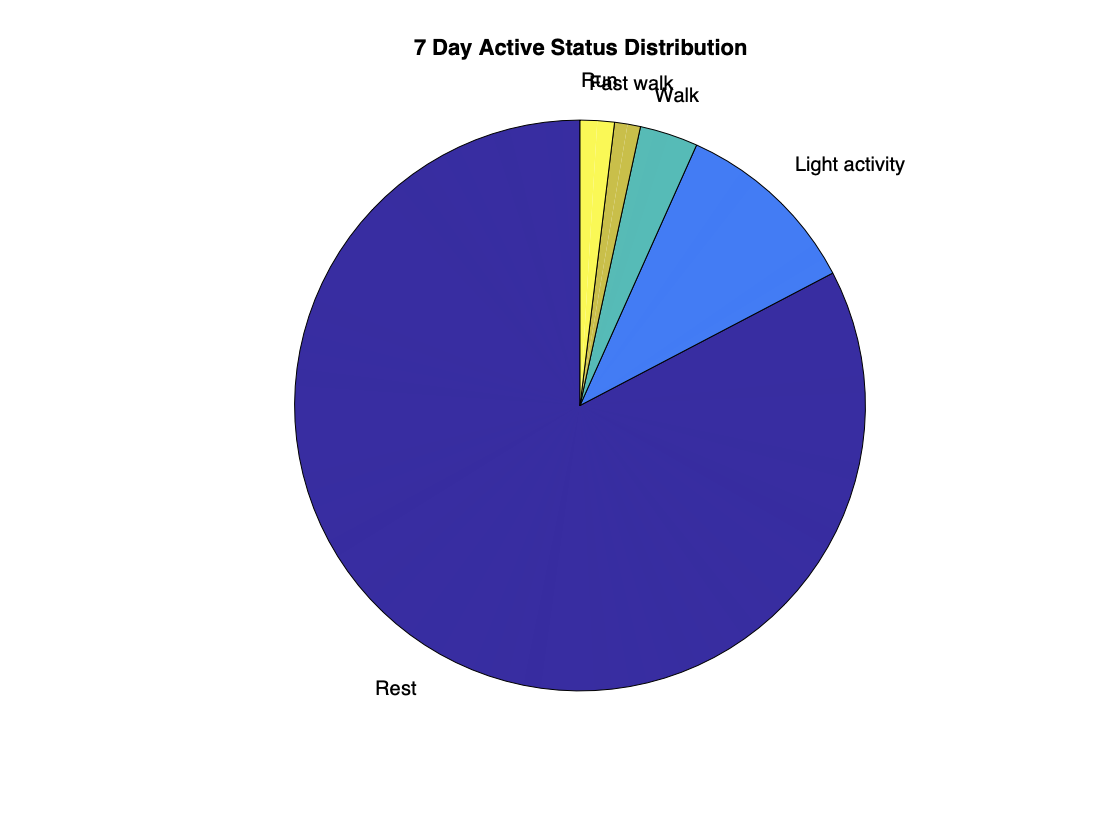 7 Day Active Status Distribution
Run
Fast walk
Walk
Light activity
Rest